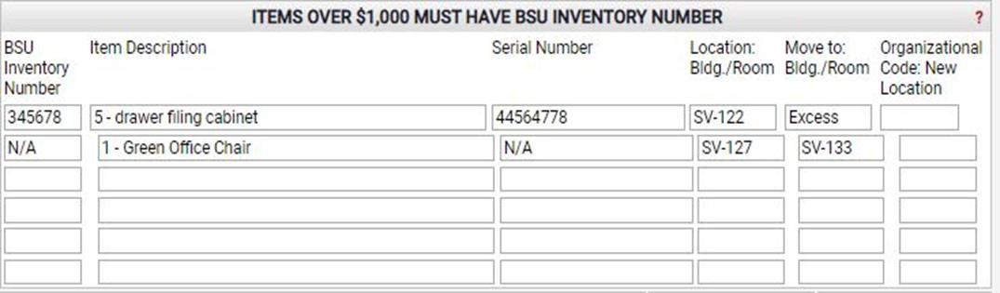 ITEMS OVER $1,000 MUST HAVE BSU INVENTORY NUMBER ?
BSU Inventory Number Item Description Serial Number Location: Bldg./Room Move to: Bldg./Room Organizational Code: New Location
345678 5 - drawer filing cabinet 44564778 SV-122 Excess
N/A 1 - Green Office Chair N/A SV-127 SV-133